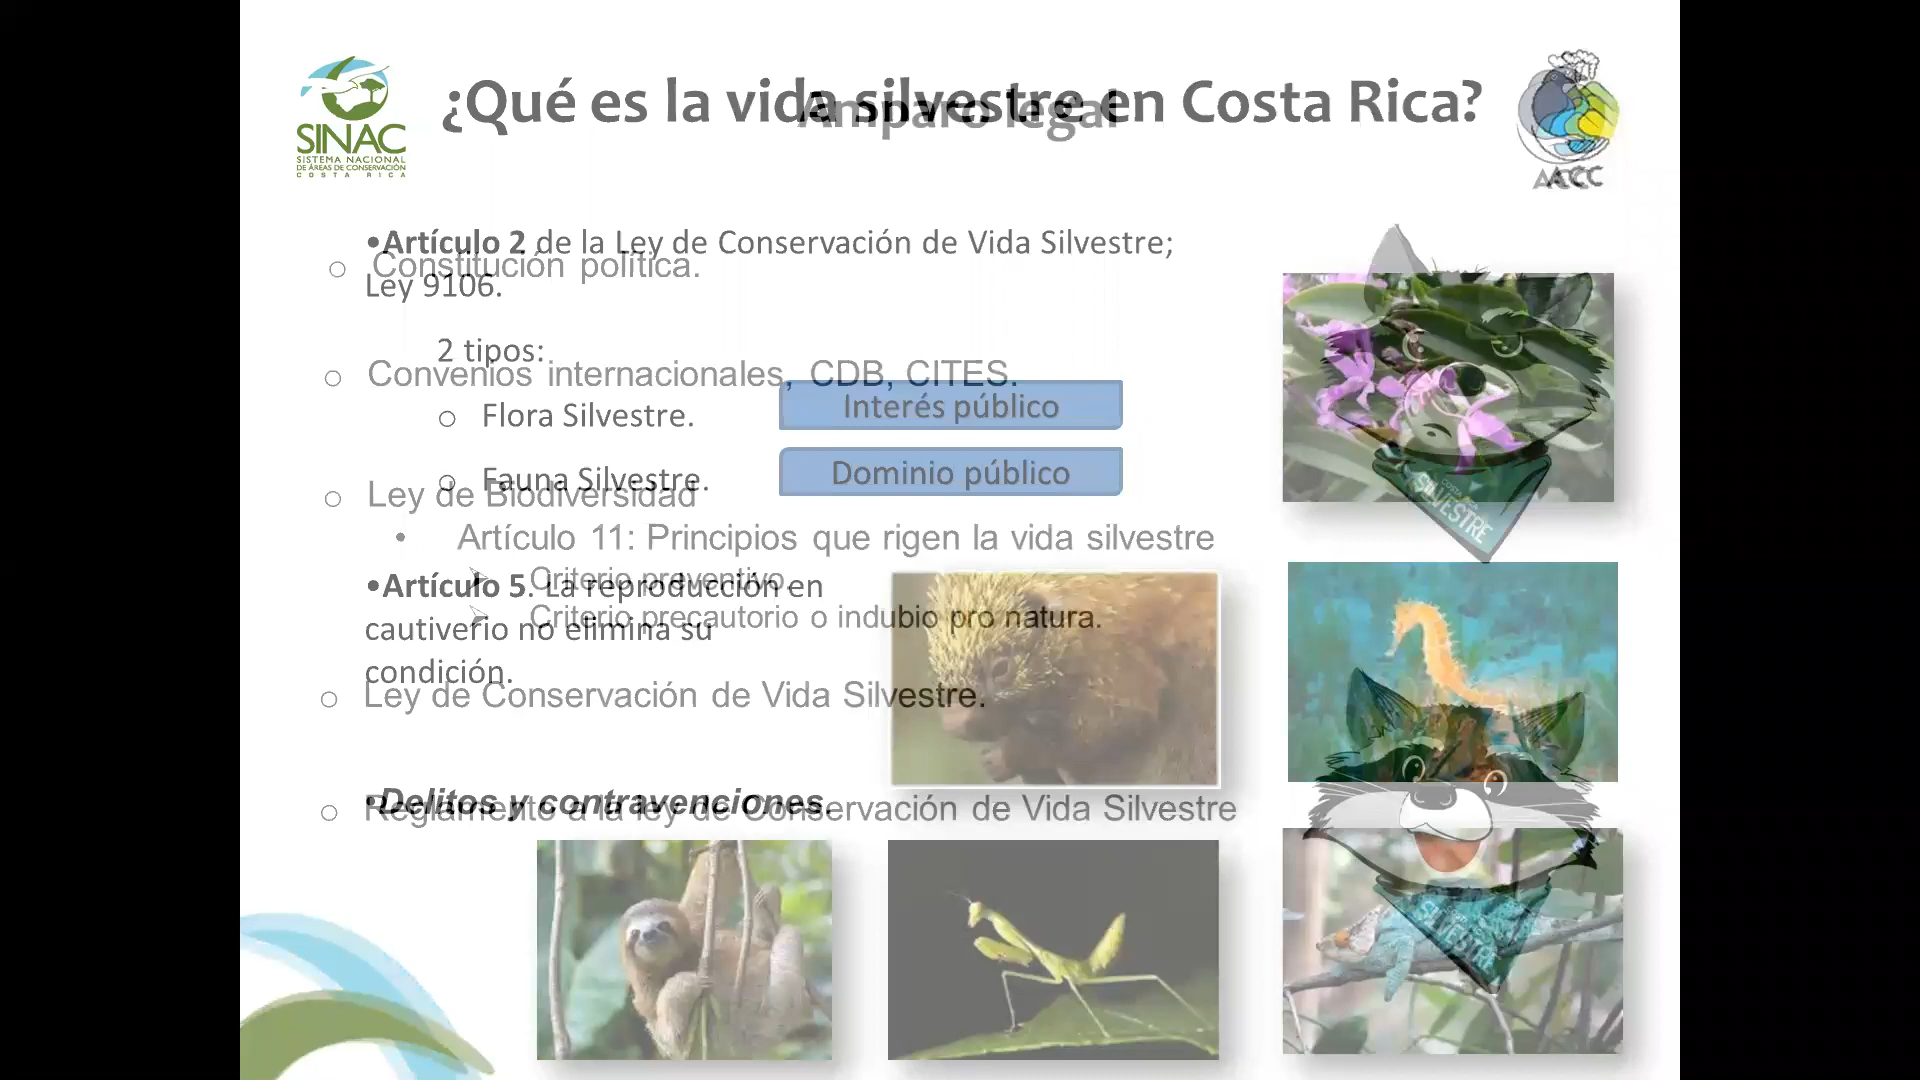 ¿Qué es la vida silvestre en Costa Rica?
Amparo legal
SINAC
SISTEMA NACIONAL
DE ÁREAS DE CONSERVACIÓN
COSTA RICA
ACC
•Artículo 2 de la Ley de Conservación de Vida Silvestre;
Ley 9106.
o Constitución política.
2 tipos:
o Convenios internacionales, CDB, CITES.
o Flora Silvestre.
Interés público
o Fauna Silvestre.
Dominio público
o Ley de Biodiversidad
• Artículo 11: Principios que rigen la vida silvestre
➢ Criterio preventivo.
➢ Criterio precautorio o indubio pro natura.
•Artículo 5. La reproducción en
cautiverio no elimina su
condición.
o Ley de Conservación de Vida Silvestre.
•Delitos y contravenciones.
o Reglamento a la ley de Conservación de Vida Silvestre
COSTA RICA
SILVESTRE
SILVESTRE